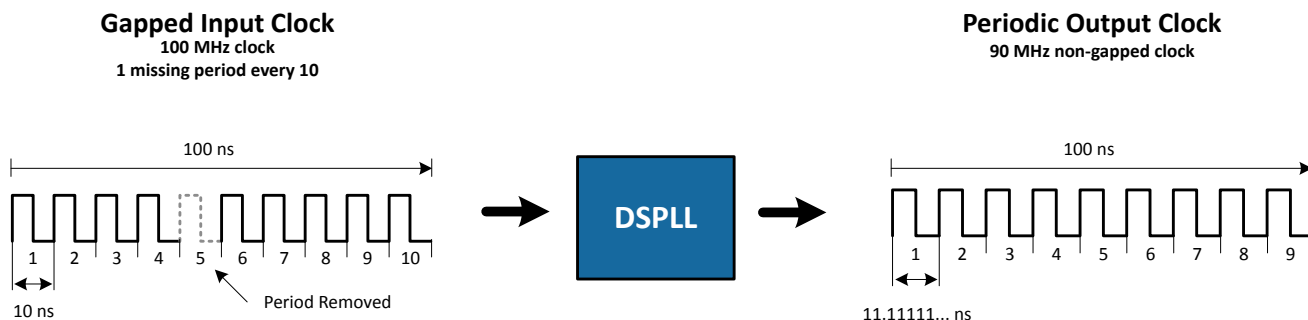 Gapped Input Clock
100 MHz clock
1 missing period every 10
100 ns
1 2 3 4 5 6 7 8 9 10
10 ns
Period Removed
DSPLL
Periodic Output Clock
90 MHz non-gapped clock
100 ns
1 2 3 4 5 6 7 8 9
11.11111... ns